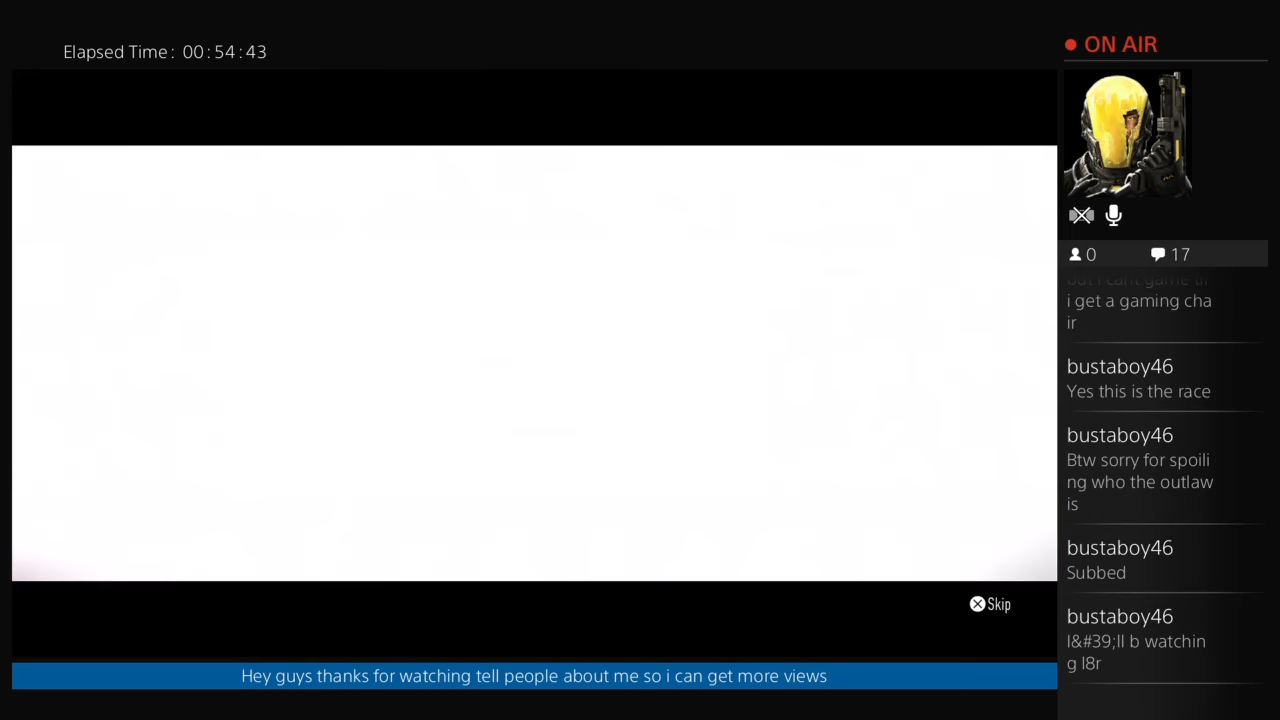 Elapsed Time: 00:54:43
ON AIR
0
17
i get a gaming cha
ir
bustaboy46
Yes this is the race
bustaboy46
Btw sorry for spoili
ng who the outlaw
is
bustaboy46
Subbed
bustaboy46
I&#39;ll b watchin
g l8r
Skip
Hey guys thanks for watching tell people about me so i can get more views